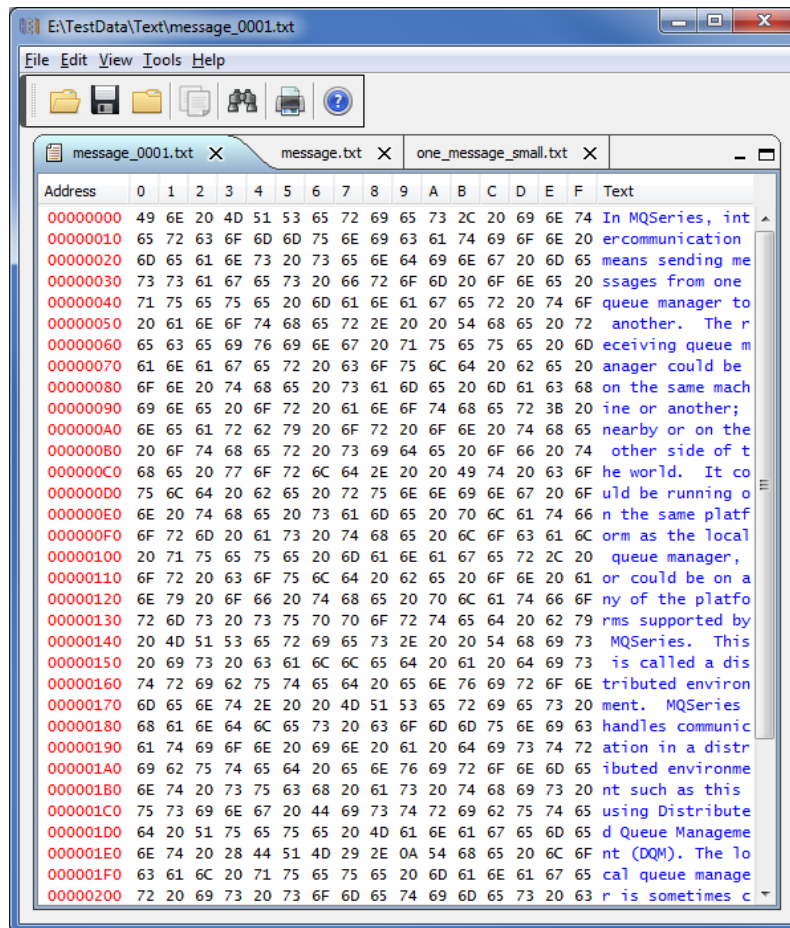 E:\TestData\Text\message_0001.txt
File Edit View Tools Help
message_0001.txt message.txt one_message_small.txt
Address 0 1 2 3 4 5 6 7 8 9 A B C D E F Text
00000000 49 6E 20 4D 51 53 65 72 69 65 73 2C 20 69 6E 74 In MQSeries, int
00000010 65 72 63 6F 6D 6D 75 6E 69 63 61 74 69 6F 6E 20 ercommunication
00000020 6D 65 61 6E 73 20 73 65 6E 64 69 6E 67 20 6D 65 means sending me
00000030 73 73 61 67 65 73 20 66 72 6F 6D 20 6F 6E 65 20 ssages from one
00000040 71 75 65 75 65 20 6D 61 6E 61 67 65 72 20 74 6F queue manager to
00000050 20 61 6E 6F 74 68 65 72 2E 20 20 54 68 65 20 72 another.  The r
00000060 65 63 65 69 76 69 6E 67 20 71 75 65 75 65 20 6D eceiving queue m
00000070 61 6E 61 67 65 72 20 63 6F 75 6C 64 20 62 65 20 anager could be
00000080 6F 6E 20 74 68 65 20 73 61 6D 65 20 6D 61 63 68 on the same mach
00000090 69 6E 65 20 6F 72 20 61 6E 6F 74 68 65 72 3B 20 ine or another;
000000A0 6E 65 61 72 62 79 20 6F 72 20 6F 6E 20 74 68 65 nearby or on the
000000B0 20 6F 74 68 65 72 20 73 69 64 65 20 6F 66 20 74 other side of t
000000C0 68 65 20 77 6F 72 6C 64 2E 20 20 49 74 20 63 6F he world.  It co
000000D0 75 6C 64 20 62 65 20 72 75 6E 6E 69 6E 67 20 6F uld be running o
000000E0 6E 20 74 68 65 20 73 61 6D 65 20 70 6C 61 74 66 n the same platf
000000F0 6F 72 6D 20 61 73 20 74 68 65 20 6C 6F 63 61 6C orm as the local
00000100 20 71 75 65 75 65 20 6D 61 6E 61 67 65 72 2C 20 queue manager,
00000110 6F 72 20 63 6F 75 6C 64 20 62 65 20 6F 6E 20 61 or could be on a
00000120 6E 79 20 6F 66 20 74 68 65 20 70 6C 61 74 66 6F ny of the platfo
00000130 72 6D 73 20 73 75 70 70 6F 72 74 65 64 20 62 79 rms supported by
00000140 20 4D 51 53 65 72 69 65 73 2E 20 20 54 68 69 73 MQSeries.  This
00000150 20 69 73 20 63 61 6C 6C 65 64 20 61 20 64 69 73 is called a dis
00000160 74 72 69 62 75 74 65 64 20 65 6E 76 69 72 6F 6E tributed environ
00000170 6D 65 6E 74 2E 20 20 4D 51 53 65 72 69 65 73 20 ment.  MQSeries
00000180 68 61 6E 64 6C 65 73 20 63 6F 6D 6D 75 6E 69 63 handles communic
00000190 61 74 69 6F 6E 20 69 6E 20 61 20 64 69 73 74 72 ation in a distr
000001A0 69 62 75 74 65 64 20 65 6E 76 69 72 6F 6E 6D 65 ibuted environme
000001B0 6E 74 20 73 75 63 68 20 61 73 20 74 68 69 73 20 nt such as this
000001C0 75 73 69 6E 67 20 44 69 73 74 72 69 62 75 74 65 using Distribute
000001D0 64 20 51 75 65 75 65 20 4D 61 6E 61 67 65 6D 65 d Queue Manageme
000001E0 6E 74 20 28 44 51 4D 29 2E 0A 54 68 65 20 6C 6F nt (DQM). The lo
000001F0 63 61 6C 20 71 75 65 75 65 20 6D 61 6E 61 67 65 cal queue manage
00000200 72 20 69 73 20 73 6F 6D 65 74 69 6D 65 73 20 63 r is sometimes c